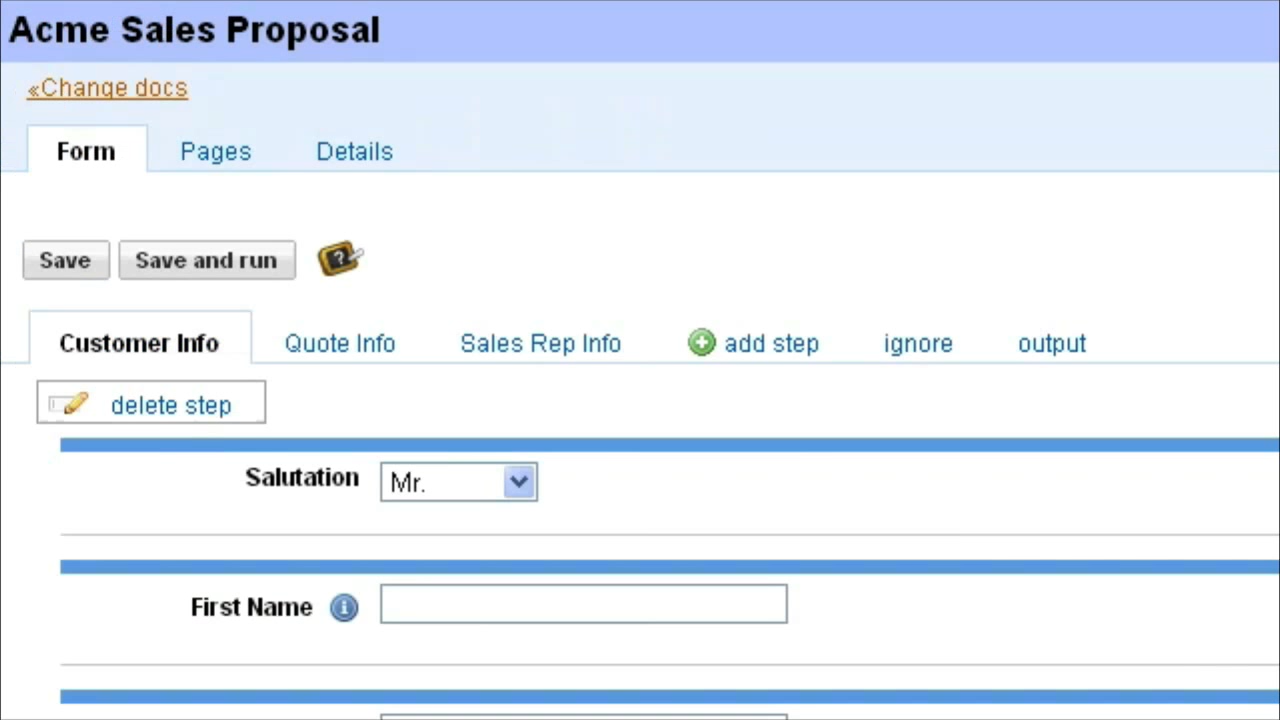 Acme Sales Proposal
«Change docs
Form Pages Details
Save Save and run ?
Customer Info Quote Info Sales Rep Info add step ignore output
delete step
Salutation Mr.
First Name i